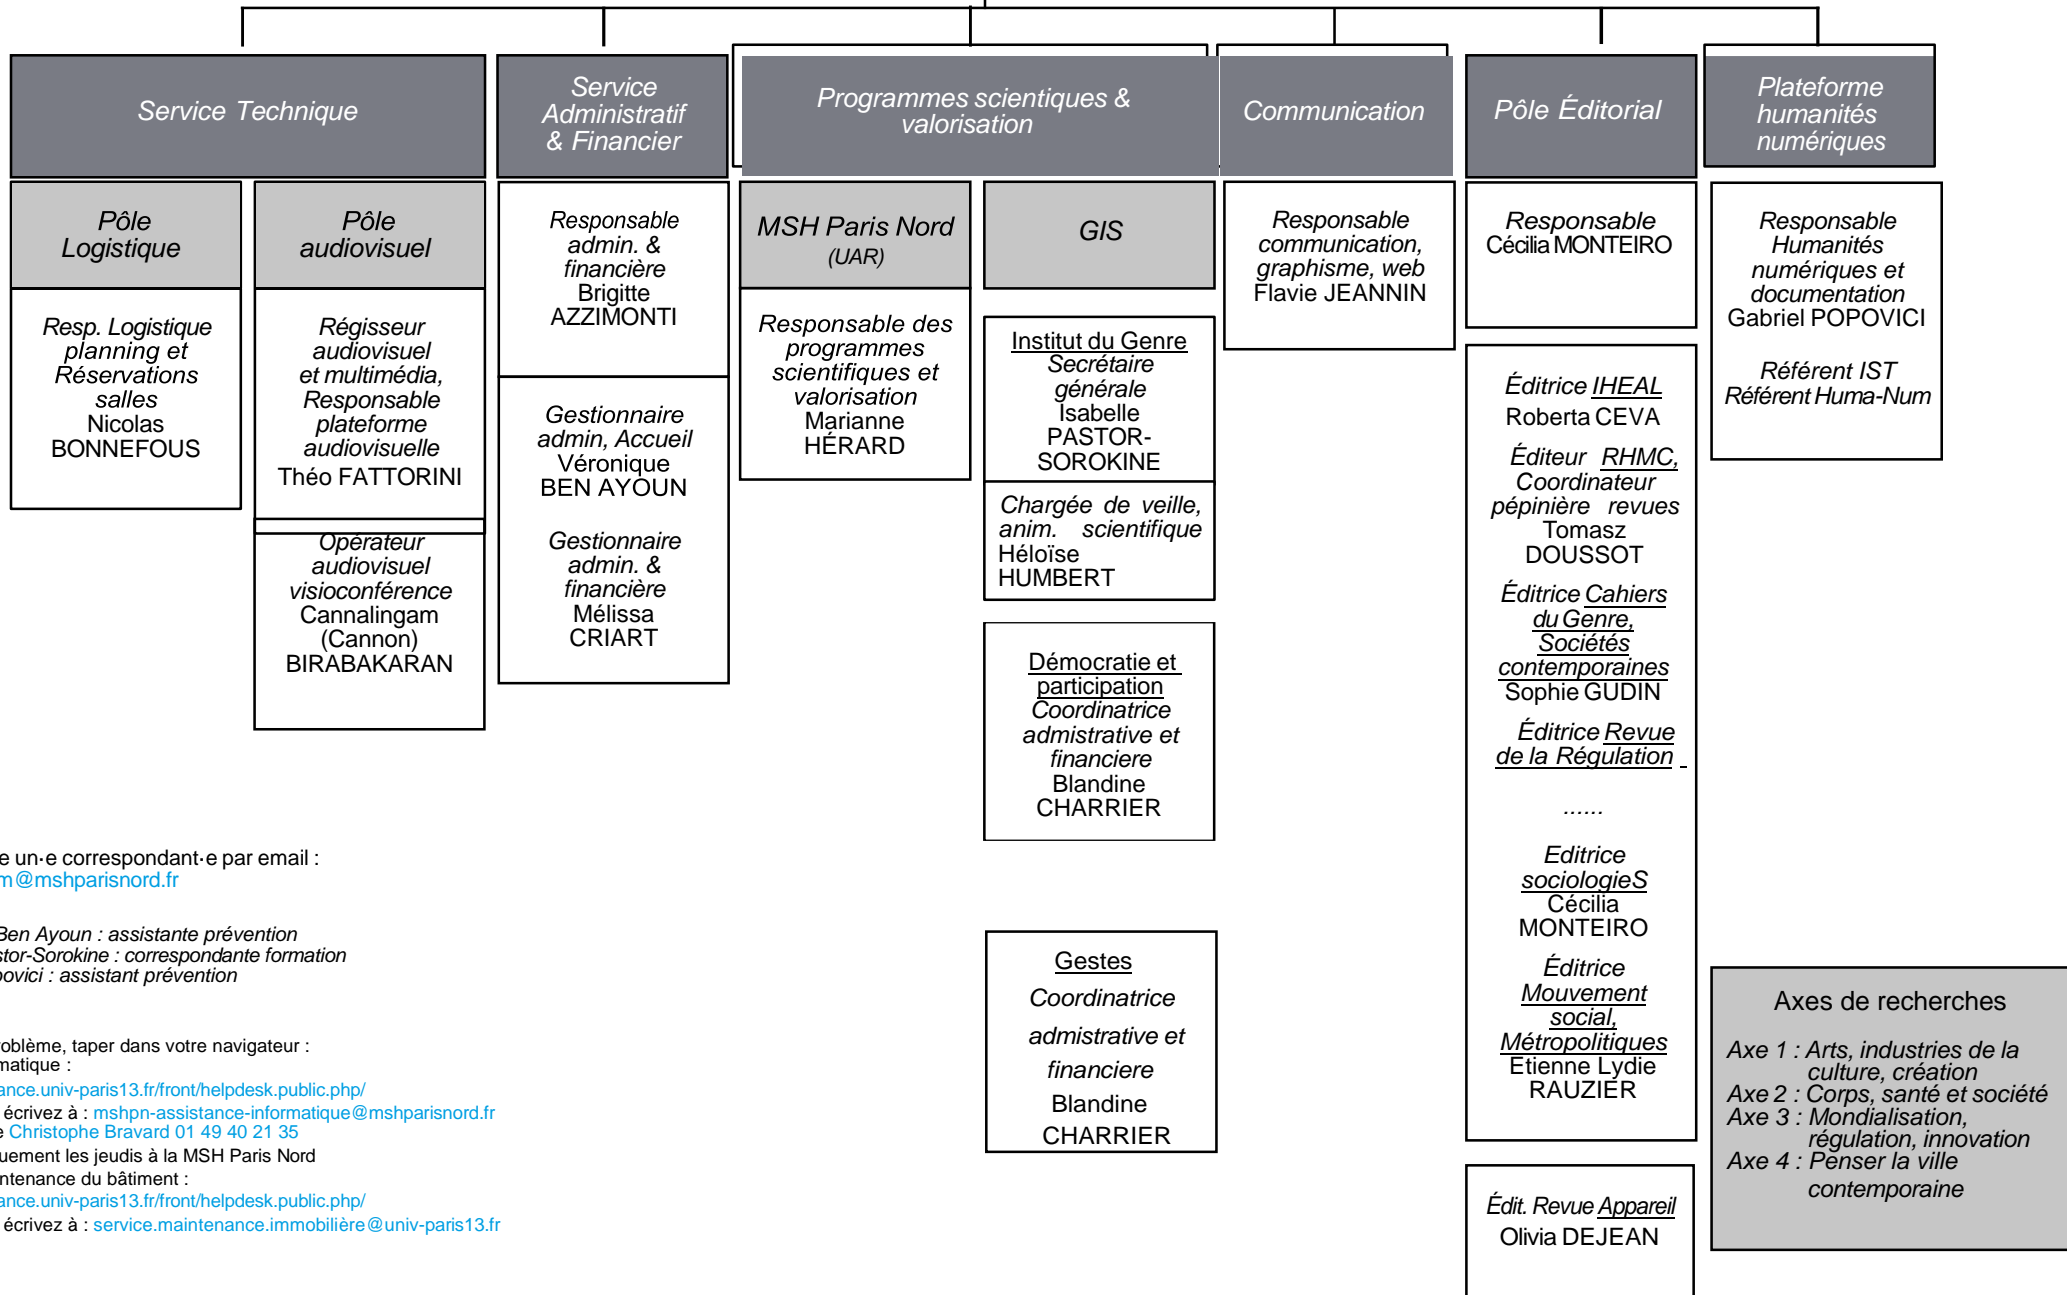 Service Technique
Service
Administratif
& Financier
Programmes scientiques &
valorisation
Communication
Pôle Éditorial
Plateforme
humanités
numériques
Pôle
Logistique
Resp. Logistique
planning et
Réservations
salles
Nicolas
BONNEFOUS
Pôle
audiovisuel
Régisseur
audiovisuel
et multimédia,
Responsable
plateforme
audiovisuelle
Théo FATTORINI
Opérateur
audiovisuel
visioconférence
Cannalingam
(Cannon)
BIRABAKARAN
Responsable
admin. &
financière
Brigitte
AZZIMONTI
Gestionnaire
admin, Accueil
Véronique
BEN AYOUN
Gestionnaire
admin. &
financière
Mélissa
CRIART
MSH Paris Nord
(UAR)
Responsable des
programmes
scientifiques et
valorisation
Marianne
HÉRARD
GIS
Institut du Genre
Secrétaire
générale
Isabelle
PASTOR-
SOROKINE
Chargée de veille,
anim. scientifique
Héloïse
HUMBERT
Démocratie et
participation
Coordinatrice
admistrative et
financiere
Blandine
CHARRIER
Gestes
Coordinatrice
admistrative et
financiere
Blandine
CHARRIER
Responsable
communication,
graphisme, web
Flavie JEANNIN
Responsable
Cécilia MONTEIRO
Éditrice IHEAL
Roberta CEVA
Éditeur RHMC,
Coordinateur
pépinière revues
Tomasz
DOUSSOT
Éditrice Cahiers
du Genre,
Sociétés
contemporaines
Sophie GUDIN
Éditrice Revue
de la Régulation
......
Editrice
sociologieS
Cécilia
MONTEIRO
Éditrice
Mouvement
social,
Métropolitiques
Etienne Lydie
RAUZIER
Édit. Revue Appareil
Olivia DEJEAN
Responsable
Humanités
numériques et
documentation
Gabriel POPOVICI
Référent IST
Référent Huma-Num
Axes de recherches
Axe 1 : Arts, industries de la
culture, création
Axe 2 : Corps, santé et société
Axe 3 : Mondialisation,
régulation, innovation
Axe 4 : Penser la ville
contemporaine
e un·e correspondant·e par email :
m@mshparisnord.fr
Ben Ayoun : assistante prévention
stor-Sorokine : correspondante formation
povici : assistant prévention
roblème, taper dans votre navigateur :
matique :
ance.univ-paris13.fr/front/helpdesk.public.php/
écrivez à : mshpn-assistance-informatique@mshparisnord.fr
e Christophe Bravard 01 49 40 21 35
quement les jeudis à la MSH Paris Nord
ntenance du bâtiment :
ance.univ-paris13.fr/front/helpdesk.public.php/
écrivez à : service.maintenance.immobilière@univ-paris13.fr